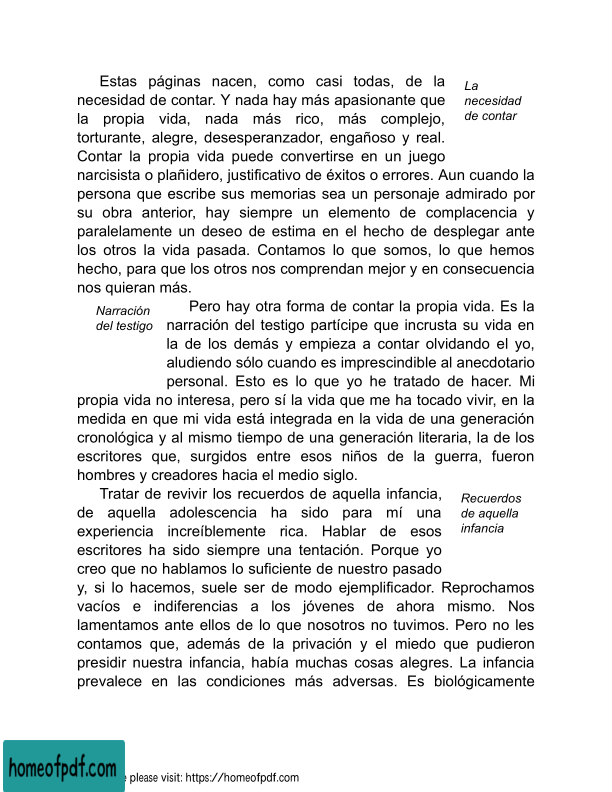 Estas páginas nacen, como casi todas, de la
necesidad de contar. Y nada hay más apasionante que
la propia vida, nada más rico, más complejo,
torturante, alegre, desesperanzador, engañoso y real.
Contar la propia vida puede convertirse en un juego
narcisista o plañidero, justificativo de éxitos o errores. Aun cuando la
persona que escribe sus memorias sea un personaje admirado por
su obra anterior, hay siempre un elemento de complacencia y
paralelamente un deseo de estima en el hecho de desplegar ante
los otros la vida pasada. Contamos lo que somos, lo que hemos
hecho, para que los otros nos comprendan mejor y en consecuencia
nos quieran más.
La
necesidad
de contar
Narración
del testigo
Pero hay otra forma de contar la propia vida. Es la
narración del testigo partícipe que incrusta su vida en
la de los demás y empieza a contar olvidando el yo,
aludiendo sólo cuando es imprescindible al anecdotario
personal. Esto es lo que yo he tratado de hacer. Mi
propia vida no interesa, pero sí la vida que me ha tocado vivir, en la
medida en que mi vida está integrada en la vida de una generación
cronológica y al mismo tiempo de una generación literaria, la de los
escritores que, surgidos entre esos niños de la guerra, fueron
hombres y creadores hacia el medio siglo.
Tratar de revivir los recuerdos de aquella infancia,
de aquella adolescencia ha sido para mí una
experiencia increíblemente rica. Hablar de esos
escritores ha sido siempre una tentación. Porque yo
creo que no hablamos lo suficiente de nuestro pasado
y, si lo hacemos, suele ser de modo ejemplificador. Reprochamos
vacíos e indiferencias a los jóvenes de ahora mismo. Nos
lamentamos ante ellos de lo que nosotros no tuvimos. Pero no les
contamos que, además de la privación y el miedo que pudieron
presidir nuestra infancia, había muchas cosas alegres. La infancia
prevalece en las condiciones más adversas. Es biológicamente
Recuerdos
de aquella
infancia
homeofpdf.com
please visit: https://homeofpdf.com